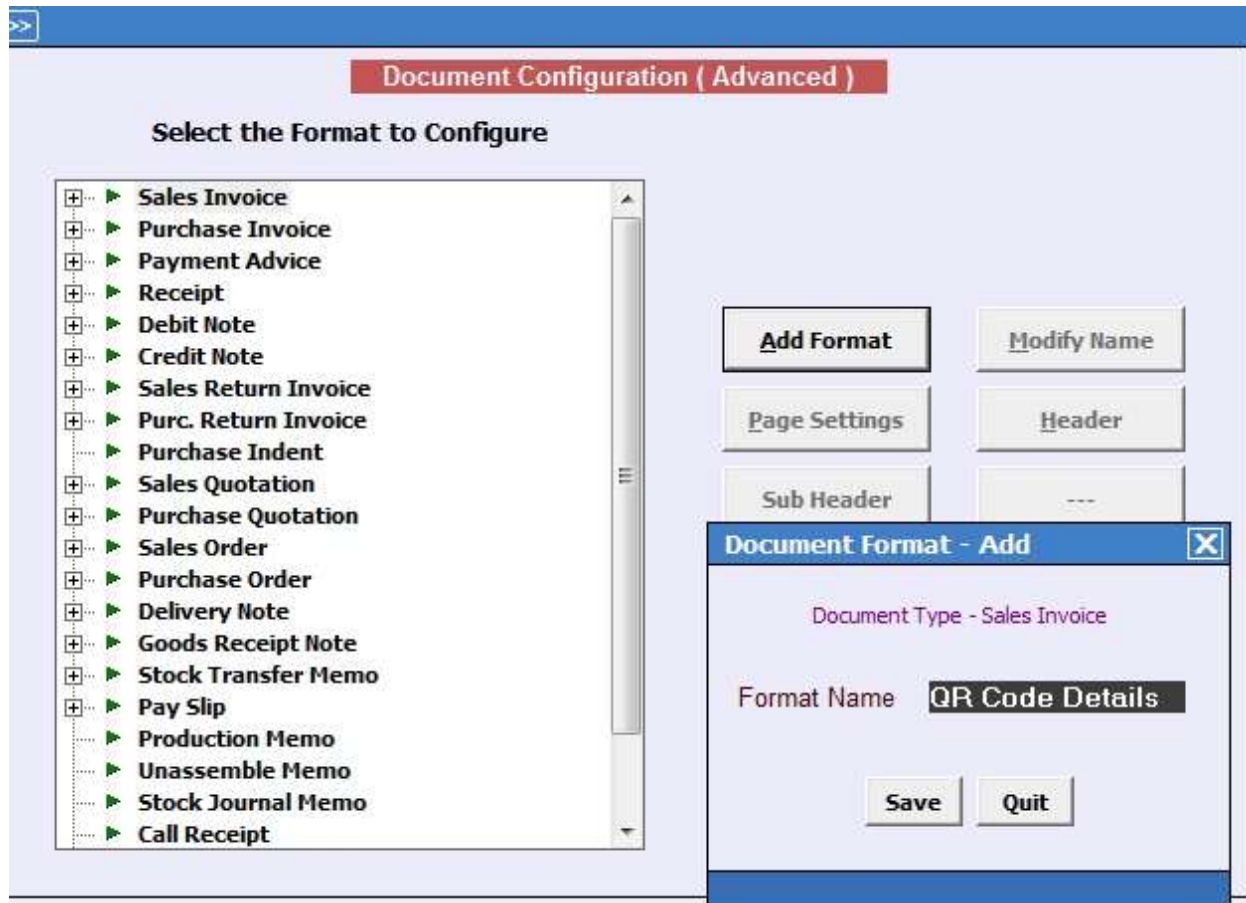 >>
Document Configuration ( Advanced )
Select the Format to Configure
Sales Invoice
Purchase Invoice
Payment Advice
Receipt
Debit Note
Credit Note
Sales Return Invoice
Purc. Return Invoice
Purchase Indent
Sales Quotation
Purchase Quotation
Sales Order
Purchase Order
Delivery Note
Goods Receipt Note
Stock Transfer Memo
Pay Slip
Production Memo
Unassemble Memo
Stock Journal Memo
Call Receipt
Add Format
Modify Name
Page Settings
Header
Sub Header
---
Document Format - Add
Document Type - Sales Invoice
Format Name QR Code Details
Save
Quit